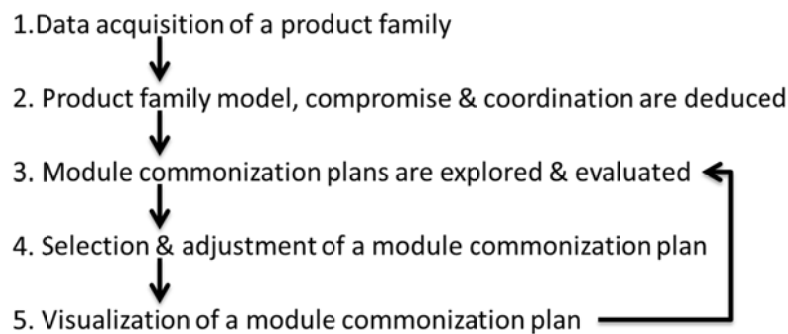 1.Data acquisition of a product family
2. Product family model, compromise & coordination are deduced
3. Module commonization plans are explored & evaluated
4. Selection & adjustment of a module commonization plan
5. Visualization of a module commonization plan